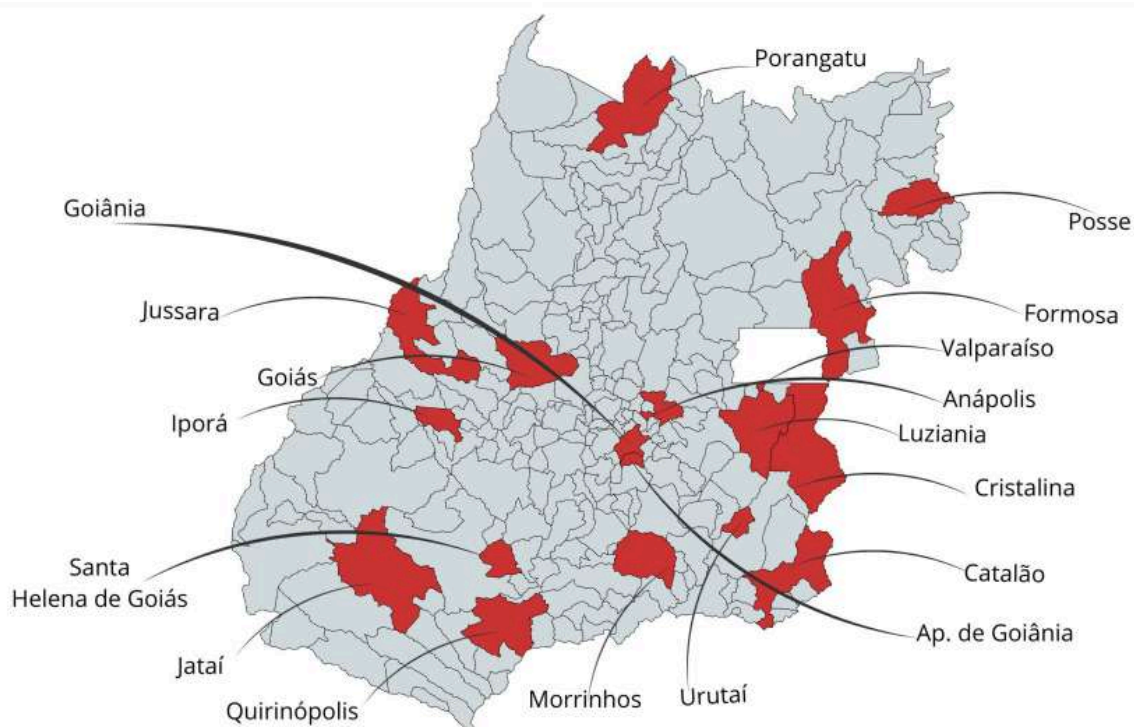 Porangatu
Goiânia
Posse
Jussara
Formosa
Valparaíso
Goiás
Anápolis
Iporá
Luziania
Cristalina
Santa
Helena de Goiás
Catalão
Ap. de Goiânia
Jataí
Morrinhos
Urutaí
Quirinópolis